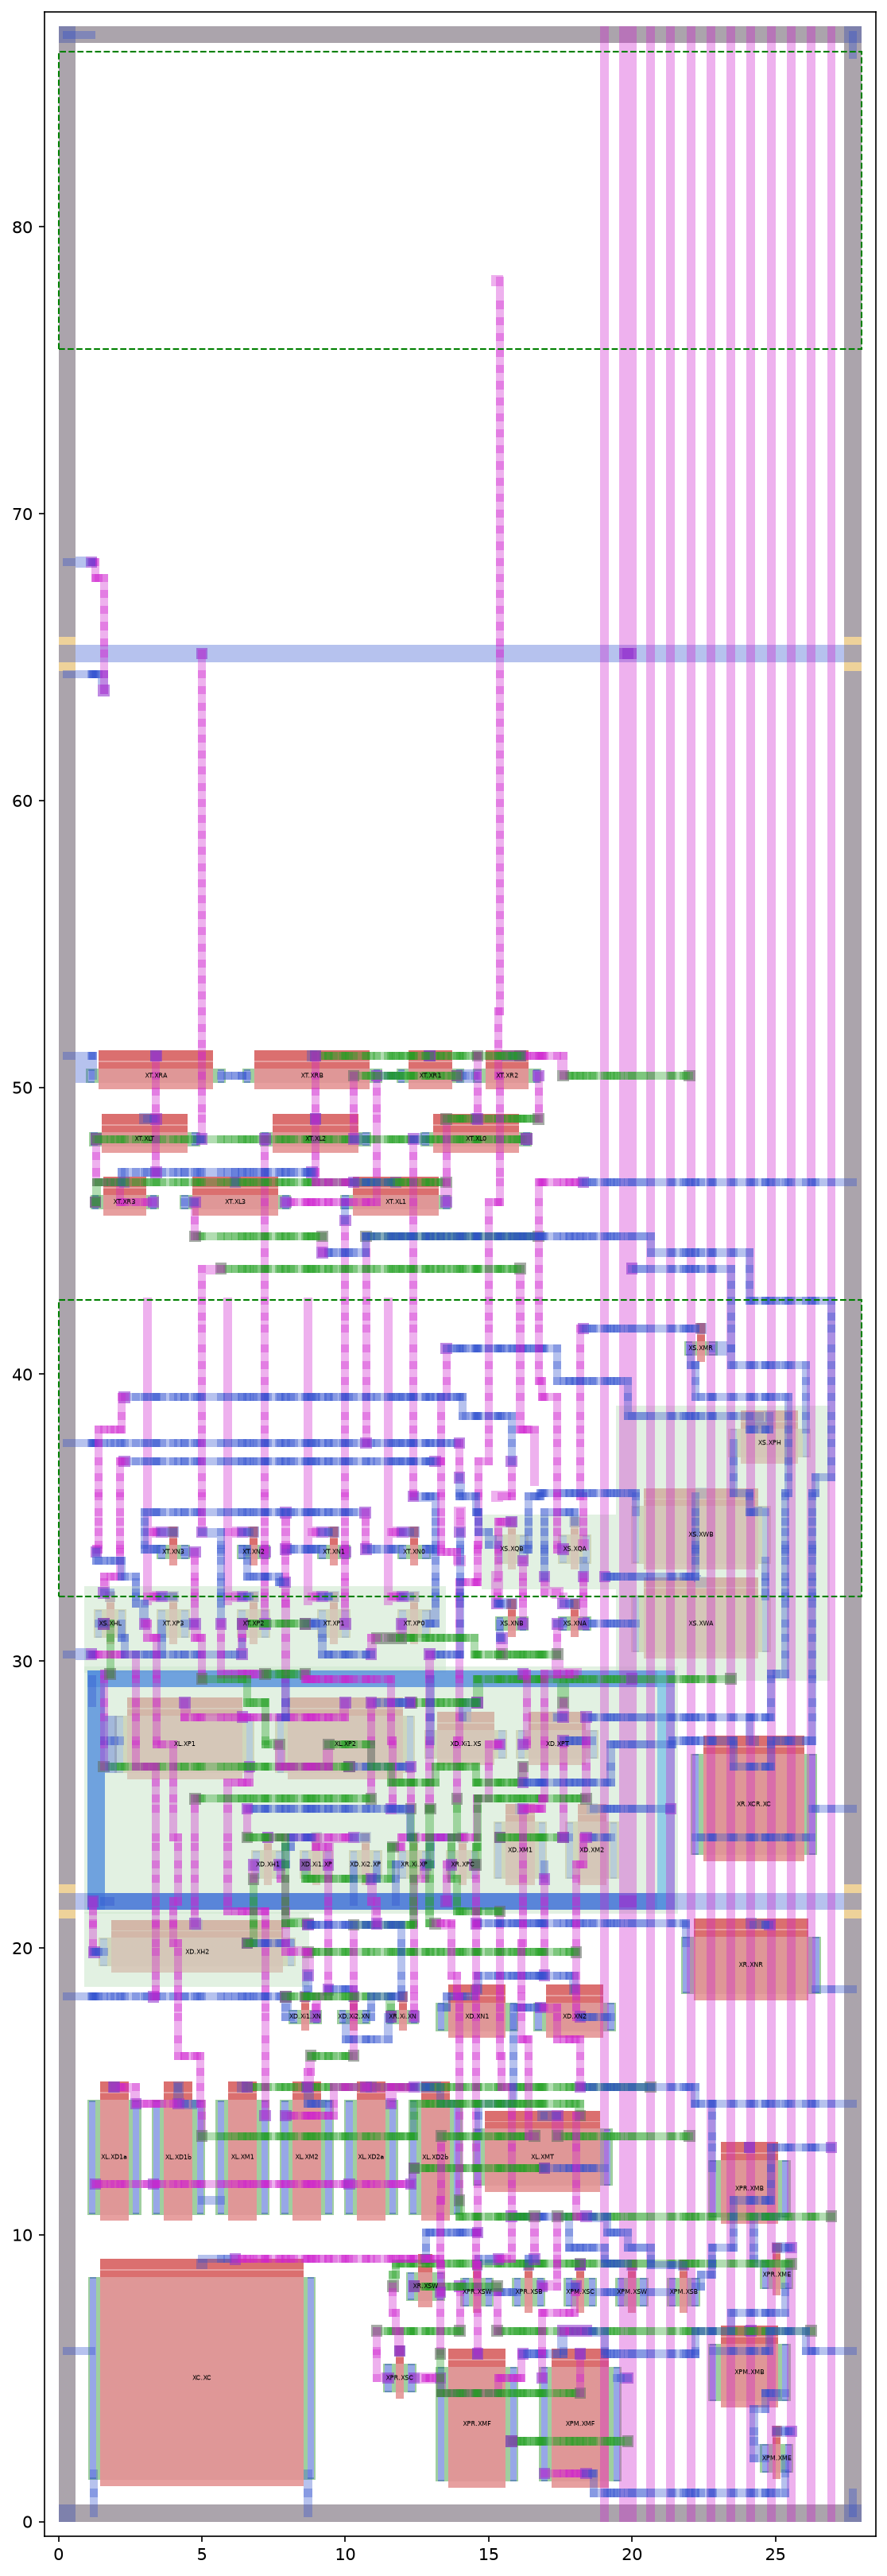 80
70
60
50
40
30
20
10
0
XT.XRA XT.XRB XT.XR1 XT.XR2
XT.XLT XT.XL2 XT.XL0
XT.XR3 XT.XL3 XT.XL1
XS.XMR
XS.XPH
XS.XWB
XT.XN3 XT.XN2 XT.XN1 XT.XN0 XS.XQB XS.XQA
XS.XHL XT.XP3 XT.XP2 XT.XP1 XT.XP0 XS.XNB XS.XNA XS.XWA
XL.XP1 XL.XP2 XD.Xi1.XS XD.XPT
XR.XCR.XC
XD.XH1 XD.Xi1.XP XD.Xi2.XP XR.Xi.XP XR.XPC XD.XM1 XD.XM2
XD.XH2 XR.XNR
XD.Xi1.XN XD.Xi2.XN XR.Xi.XN XD.XN1 XD.XN2
XL.XD1a XL.XD1b XL.XM1 XL.XM2 XL.XD2a XL.XD2b XL.XMT
XPR.XMB
XPR.XME
XR.XSW XPR.XSW XPR.XSB XPM.XSC XPM.XSW XPM.XSB
XC.XC XPR.XSC XPM.XMB
XPR.XMF XPM.XMF
XPM.XME
0 5 10 15 20 25